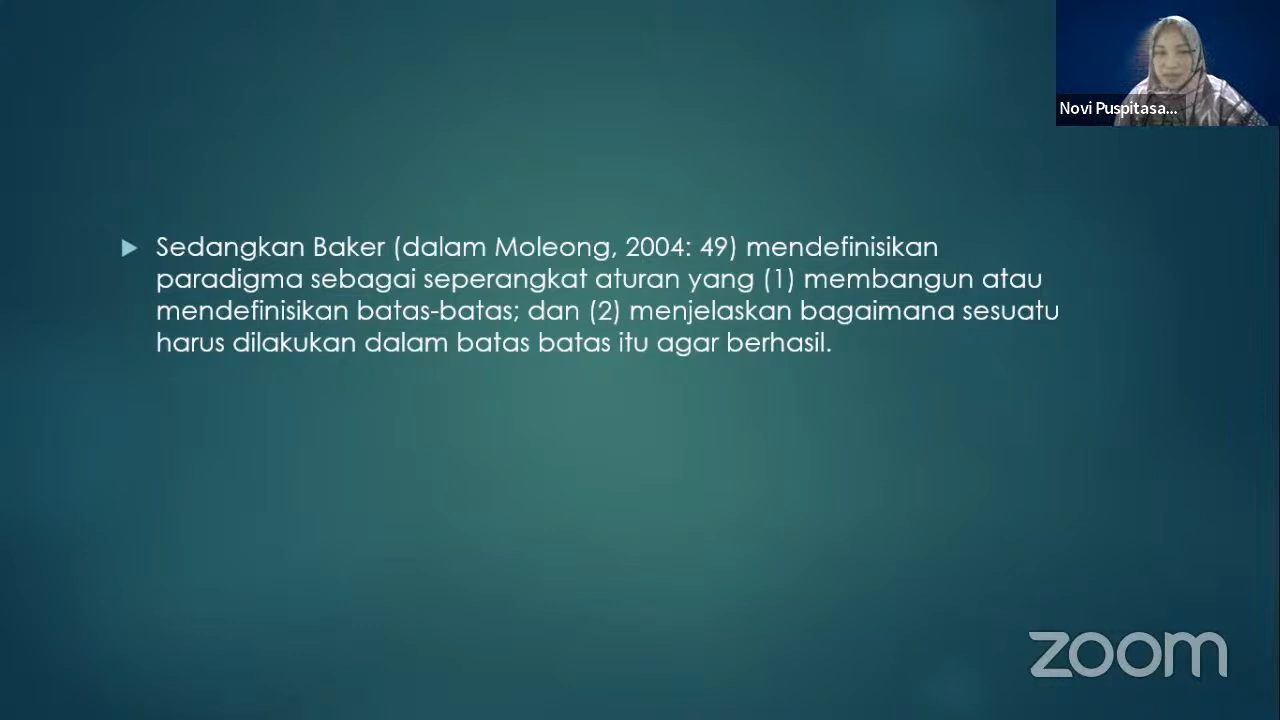 Novi Puspitasa...
Sedangkan Baker (dalam Moleong, 2004: 49) mendefinisikan
paradigma sebagai seperangkat aturan yang (1) membangun atau
mendefinisikan batas-batas; dan (2) menjelaskan bagaimana sesuatu
harus dilakukan dalam batas batas itu agar berhasil.
zoom